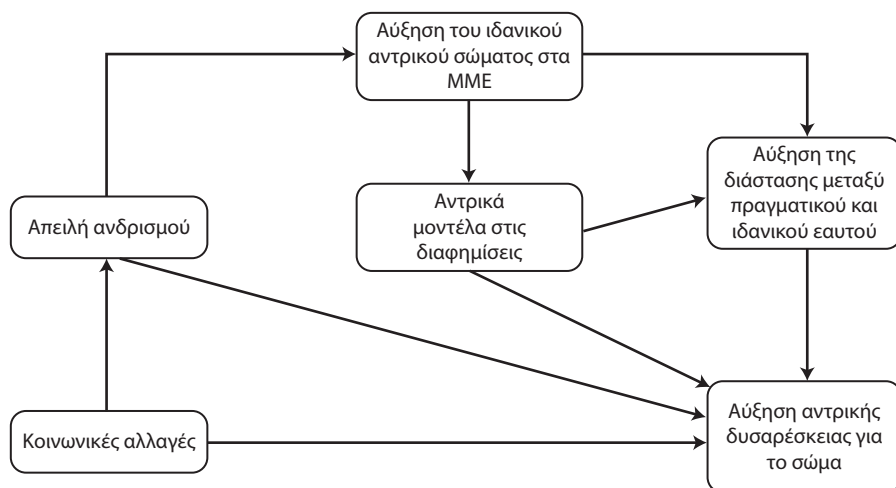 Αύξηση του ιδανικού
αντρικού σώματος στα
ΜΜΕ
Αύξηση της
διάστασης μεταξύ
πραγματικού και
ιδανικού εαυτού
Αντρικά
μοντέλα στις
διαφημίσεις
Απειλή ανδρισμού
Κοινωνικές αλλαγές
Αύξηση αντρικής
δυσαρέσκειας για
το σώμα